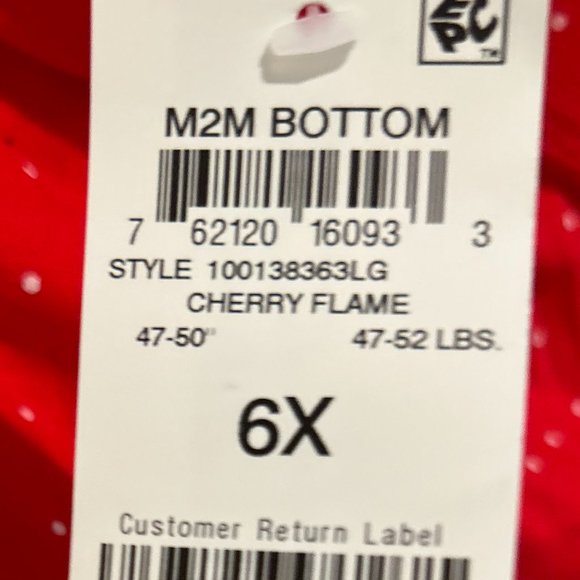 EPC™
M2M BOTTOM
7 62120 16093 3
STYLE 100138363LG
CHERRY FLAME
47-50" 47-52 LBS.
6X
Customer Return Label